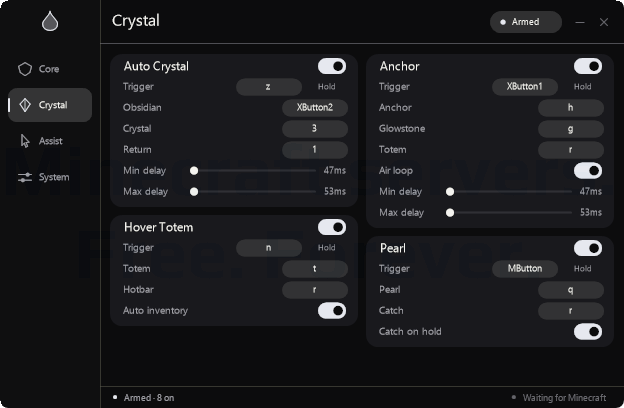 Crystal
Armed
Core
Crystal
Assist
System
Auto Crystal
Trigger z Hold
Obsidian XButton2
Crystal 3
Return 1
Min delay 47ms
Max delay 53ms
Hover Totem
Trigger n Hold
Totem t
Hotbar r
Auto inventory
Anchor
Trigger XButton1 Hold
Anchor h
Glowstone g
Totem r
Air loop
Min delay 47ms
Max delay 53ms
Pearl
Trigger MButton Hold
Pearl q
Catch r
Catch on hold
Armed · 8 on
Waiting for Minecraft